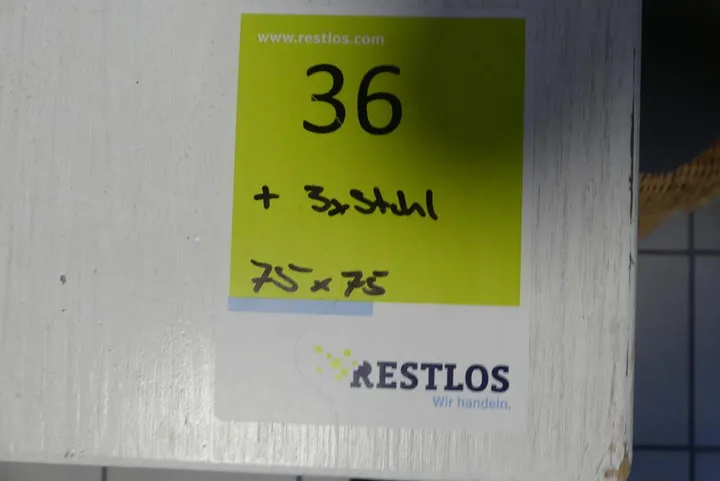 www.restlos.com
36
+ 3x Stuhl
75 x 75
RESTLOS
Wir handeln.